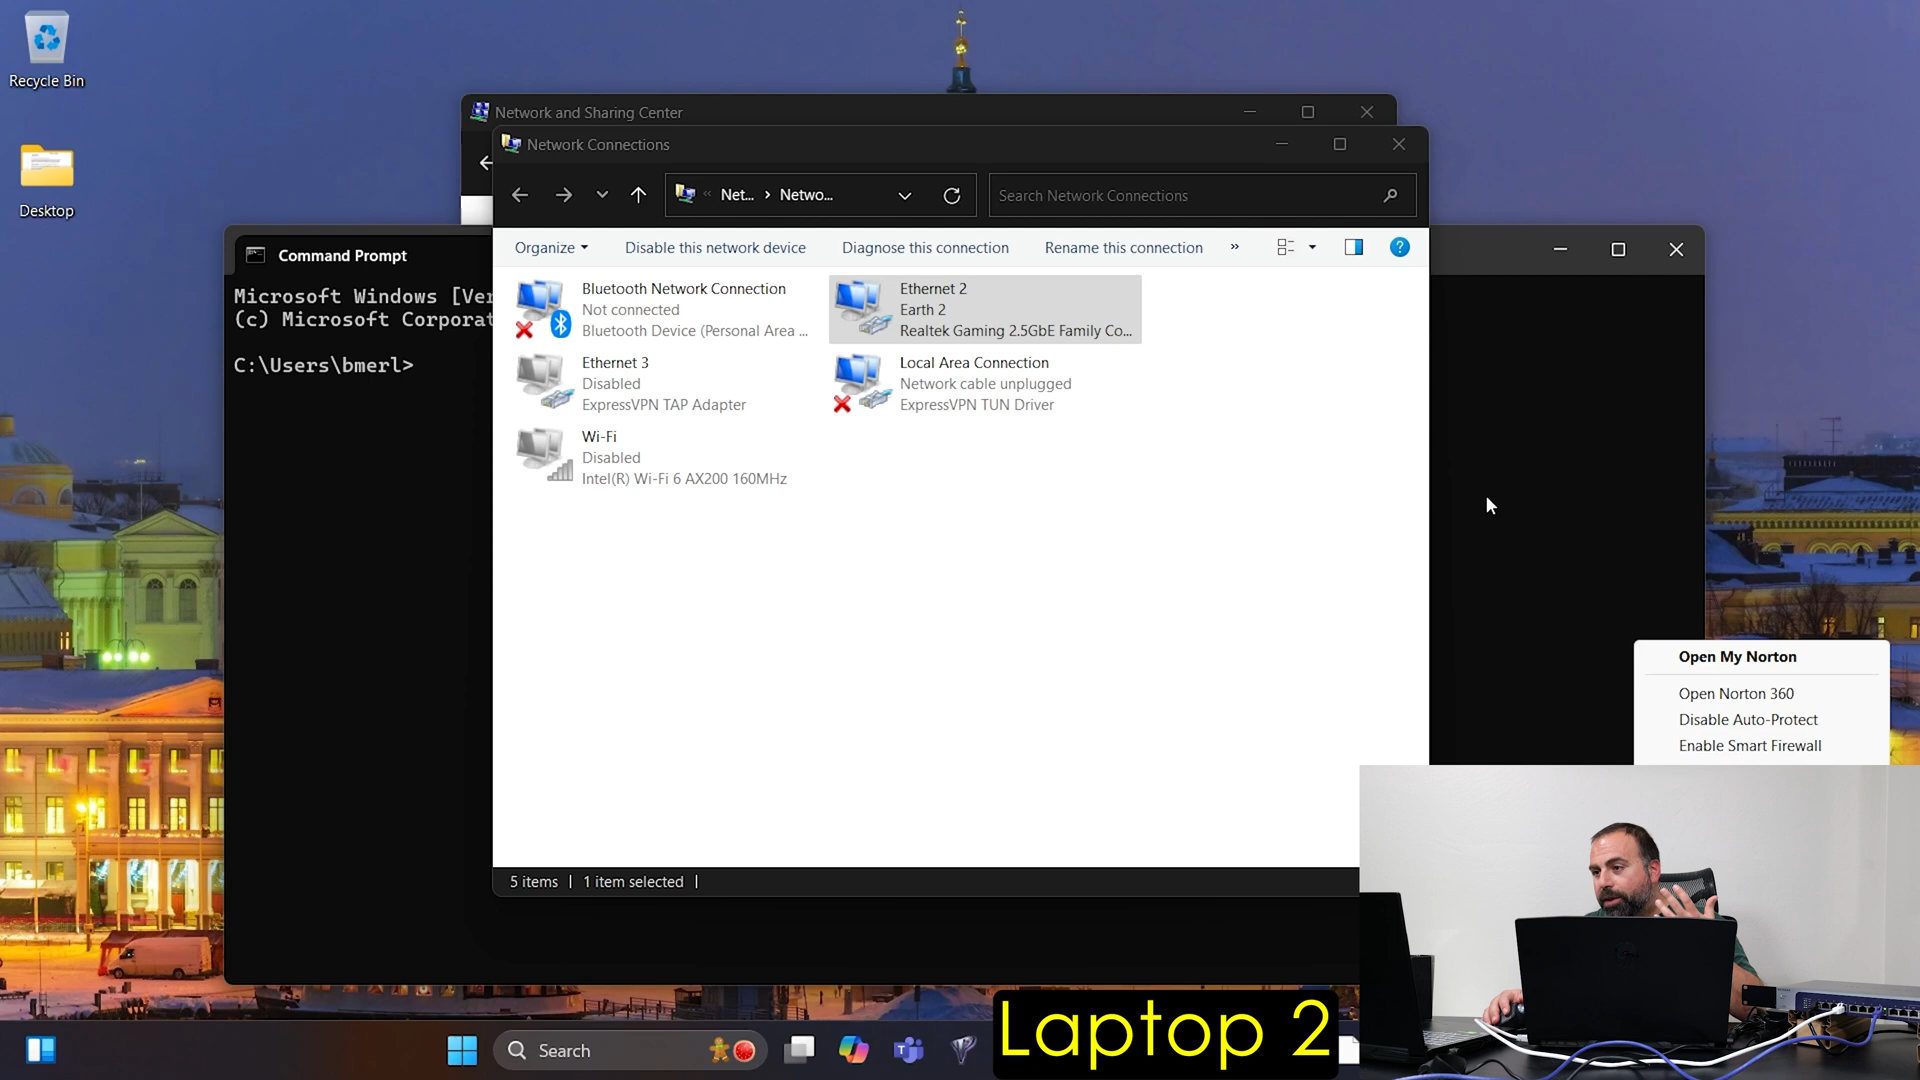 Recycle Bin
Desktop
Network and Sharing Center
Network Connections
Net... > Netwo...
Search Network Connections
Organize
Disable this network device
Diagnose this connection
Rename this connection
»
Bluetooth Network Connection
Not connected
Bluetooth Device (Personal Area ...
Ethernet 2
Earth 2
Realtek Gaming 2.5GbE Family Co...
Ethernet 3
Disabled
ExpressVPN TAP Adapter
Local Area Connection
Network cable unplugged
ExpressVPN TUN Driver
Wi-Fi
Disabled
Intel(R) Wi-Fi 6 AX200 160MHz
5 items | 1 item selected |
Command Prompt
Microsoft Windows [Ver
(c) Microsoft Corporat
C:\Users\bmerl>
Open My Norton
Open Norton 360
Disable Auto-Protect
Enable Smart Firewall
Search
Laptop 2